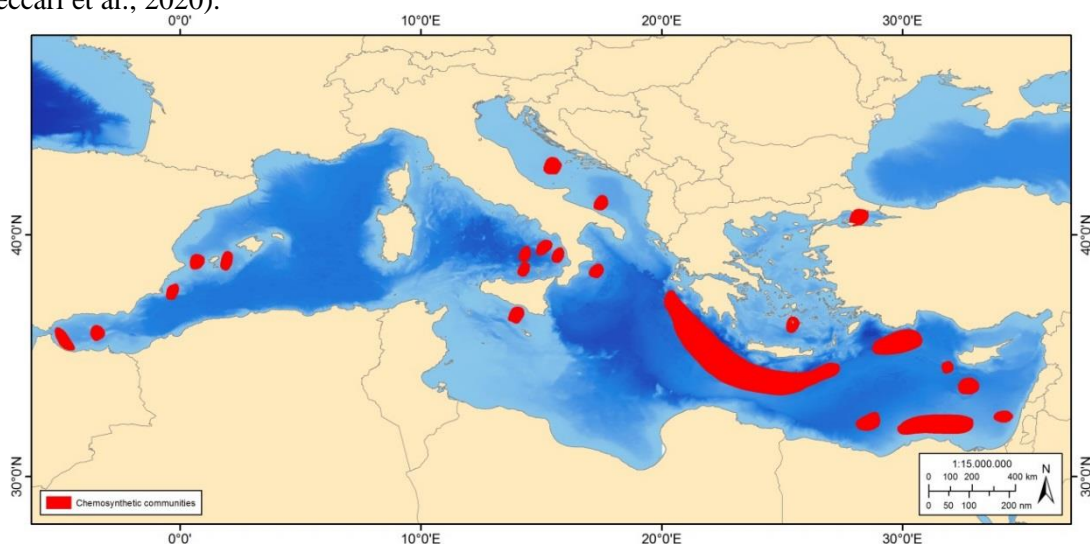 eccari et al., 2020).
0°0' 10°0'E 20°0'E 30°0'E
40°0'N 40°0'N
30°0'N 30°0'N
Chemosynthetic communities
1:15.000.000
N
0 100 200 400 km
0 50 100 200 nm
0°0' 10°0'E 20°0'E 30°0'E